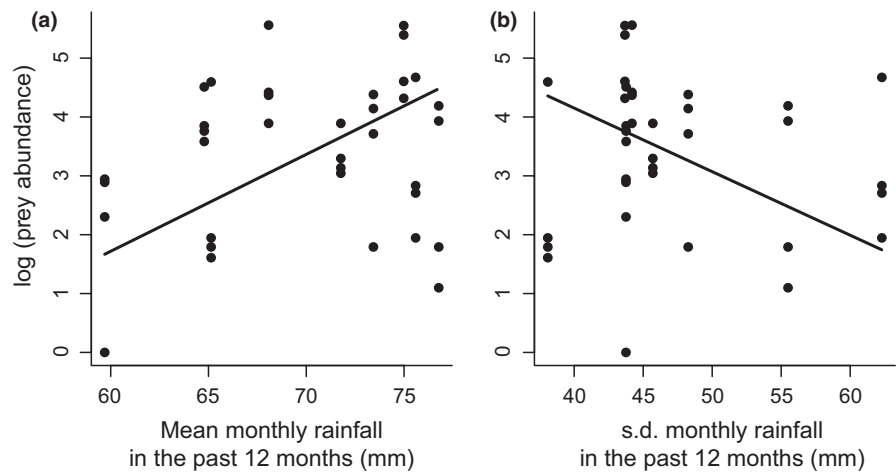 (a)
log (prey abundance)
0 1 2 3 4 5
60 65 70 75
Mean monthly rainfall
in the past 12 months (mm)
(b)
0 1 2 3 4 5
40 45 50 55 60
s.d. monthly rainfall
in the past 12 months (mm)